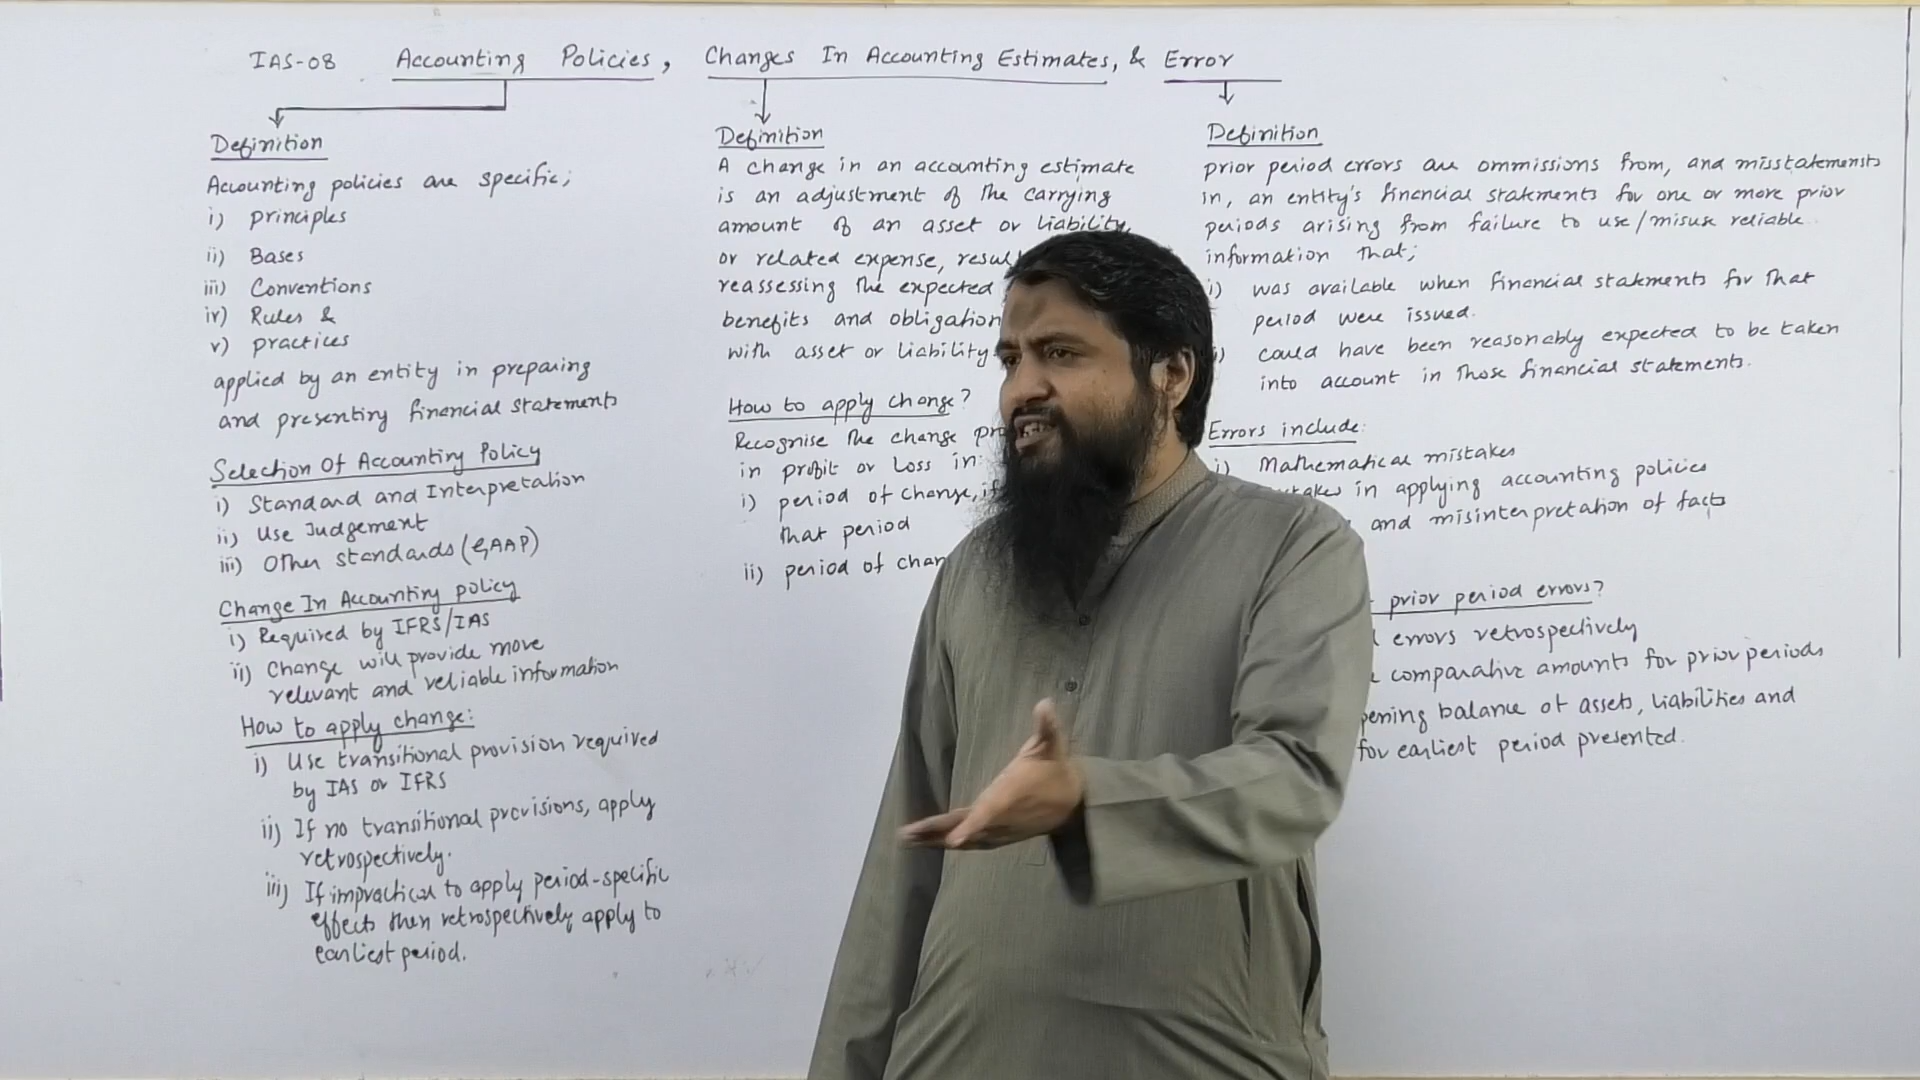 IAS-08 Accounting Policies, Changes In Accounting Estimates, & Error
Definition
Accounting policies are specific;
i) principles
ii) Bases
iii) Conventions
iv) Rules &
v) practices
applied by an entity in preparing
and presenting financial statements
Selection Of Accounting Policy
i) Standard and Interpretation
ii) Use Judgement
iii) Other standards (GAAP)
Change In Accounting policy
i) Required by IFRS/IAS
ii) Change will provide more
relevant and reliable information
How to apply change:
i) Use transitional provision required
by IAS or IFRS
ii) If no transitional provisions, apply
retrospectively.
iii) If impractical to apply period-specific
effects then retrospectively apply to
earliest period.
Definition
A change in an accounting estimate
is an adjustment of the carrying
amount of an asset or liability,
or related expense, resul
reassessing the expected
benefits and obligation
with asset or liability
How to apply change?
Recognise the change pro
in profit or loss in:
i) period of change, if
that period
ii) period of chan
Definition
prior period errors are ommissions from, and misstatemensts
in, an entity's financial statements for one or more prior
periods arising from failure to use/misuse reliable
information that;
i) was available when financial statements for that
period were issued.
) could have been reasonably expected to be taken
into account in those financial statements.
Errors include:
i) Mathematical mistakes
takes in applying accounting policies
and misinterpretation of facts
prior period errors?
errors retrospectively
comparative amounts for prior periods
pening balance of assets, liabilities and
for earliest period presented.